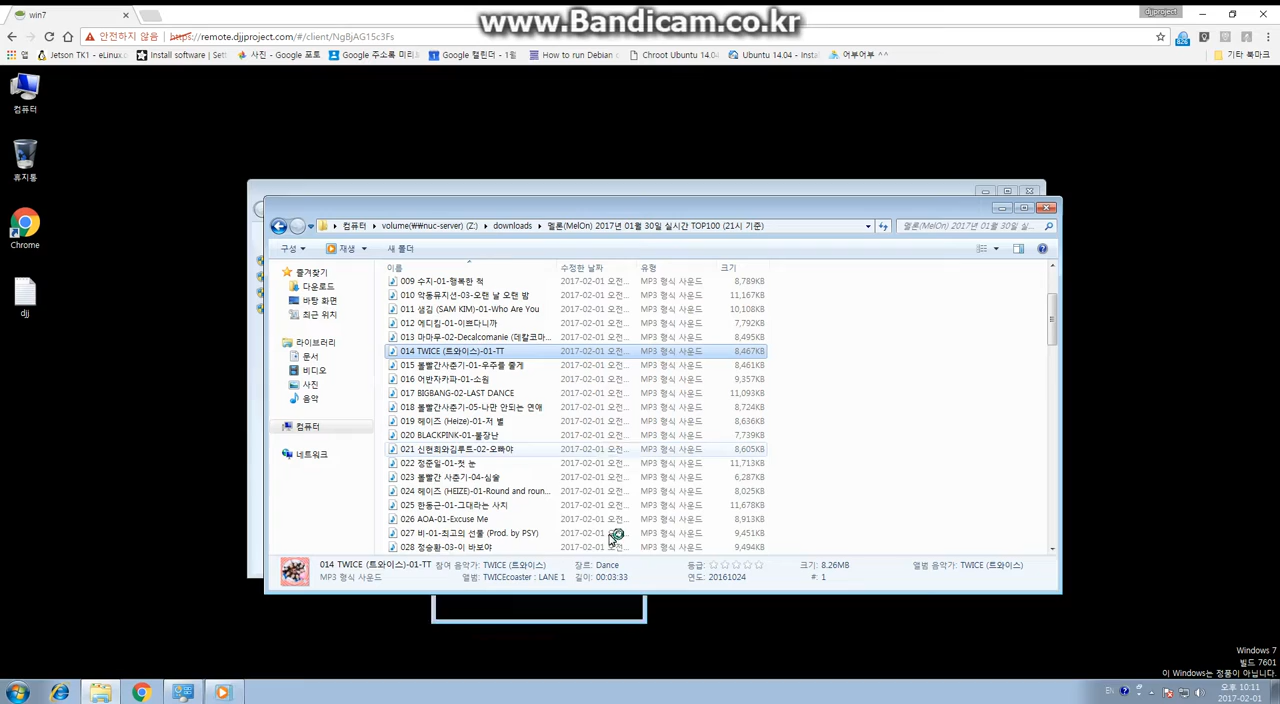 win7
www.Bandicam.co.kr
djjproject
안전하지 않음 https://remote.djjproject.com/#/client/NgBjAG15c3Fs
826
앱 Jetson TK1 - eLinux.c Install software | Set 사진 - Google 포토 Google 주소록 미리 Google 캘린더 - 1월 How to run Debian c Chroot Ubuntu 14.04 Ubuntu 14.04 - Insta 어부어부 ^^ 기타 북마크
컴퓨터
휴지통
Chrome
djj
컴퓨터 volume(₩₩nuc-server) (Z:) downloads 멜론(MelOn) 2017년 01월 30일 실시간 TOP100 (21시 기준) 멜론(MelOn) 2017년 01월 30일 실...
구성 재생 새 폴더
이름 수정한 날짜 유형 크기
즐겨찾기
다운로드
바탕 화면
최근 위치
라이브러리
문서
비디오
사진
음악
컴퓨터
네트워크
009 수지-01-행복한 척 2017-02-01 오전... MP3 형식 사운드 8,789KB
010 악동뮤지션-03-오랜 날 오랜 밤 2017-02-01 오전... MP3 형식 사운드 11,167KB
011 샘김 (SAM KIM)-01-Who Are You 2017-02-01 오전... MP3 형식 사운드 10,108KB
012 에디킴-01-이쁘다니까 2017-02-01 오전... MP3 형식 사운드 7,792KB
013 마마무-02-Decalcomanie (데칼코마... 2017-02-01 오전... MP3 형식 사운드 8,495KB
014 TWICE (트와이스)-01-TT 2017-02-01 오전... MP3 형식 사운드 8,467KB
015 볼빨간사춘기-01-우주를 줄게 2017-02-01 오전... MP3 형식 사운드 8,461KB
016 어반자카파-01-소원 2017-02-01 오전... MP3 형식 사운드 9,357KB
017 BIGBANG-02-LAST DANCE 2017-02-01 오전... MP3 형식 사운드 11,093KB
018 볼빨간사춘기-05-나만 안되는 연애 2017-02-01 오전... MP3 형식 사운드 8,724KB
019 헤이즈 (Heize)-01-저 별 2017-02-01 오전... MP3 형식 사운드 8,636KB
020 BLACKPINK-01-불장난 2017-02-01 오전... MP3 형식 사운드 7,739KB
021 신현희와김루트-02-오빠야 2017-02-01 오전... MP3 형식 사운드 8,605KB
022 정준일-01-첫 눈 2017-02-01 오전... MP3 형식 사운드 11,713KB
023 볼빨간 사춘기-04-심술 2017-02-01 오전... MP3 형식 사운드 6,287KB
024 헤이즈 (HEIZE)-01-Round and roun... 2017-02-01 오전... MP3 형식 사운드 8,025KB
025 한동근-01-그대라는 사치 2017-02-01 오전... MP3 형식 사운드 11,678KB
026 AOA-01-Excuse Me 2017-02-01 오전... MP3 형식 사운드 8,913KB
027 비-01-최고의 선물 (Prod. by PSY) 2017-02-01 오전... MP3 형식 사운드 9,451KB
028 정승환-03-이 바보야 2017-02-01 오전... MP3 형식 사운드 9,494KB
014 TWICE (트와이스)-01-TT 참여 음악가: TWICE (트와이스) 장르: Dance 등급: 크기: 8.26MB 앨범 음악가: TWICE (트와이스)
MP3 형식 사운드 앨범: TWICEcoaster : LANE 1 길이: 00:03:33 연도: 20161024 #: 1
Windows 7
빌드 7601
이 Windows는 정품이 아닙니다.
EN 오후 10:11
2017-02-01